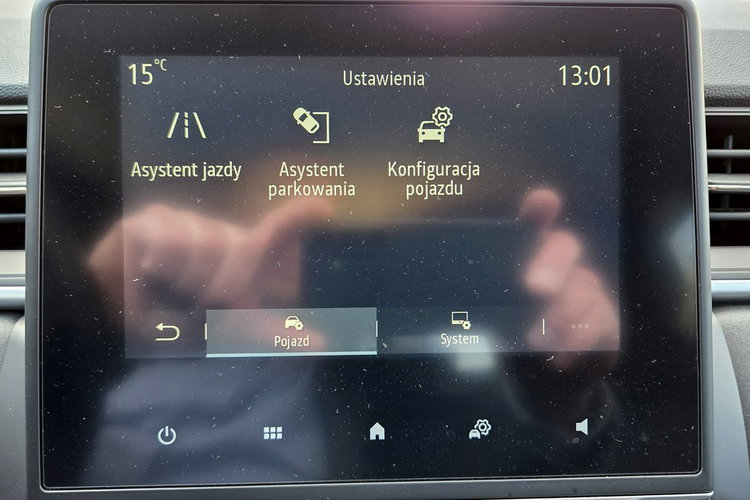 15°C
Ustawienia
13:01
Asystent jazdy
Asystent
parkowania
Konfiguracja
pojazdu
Pojazd
System